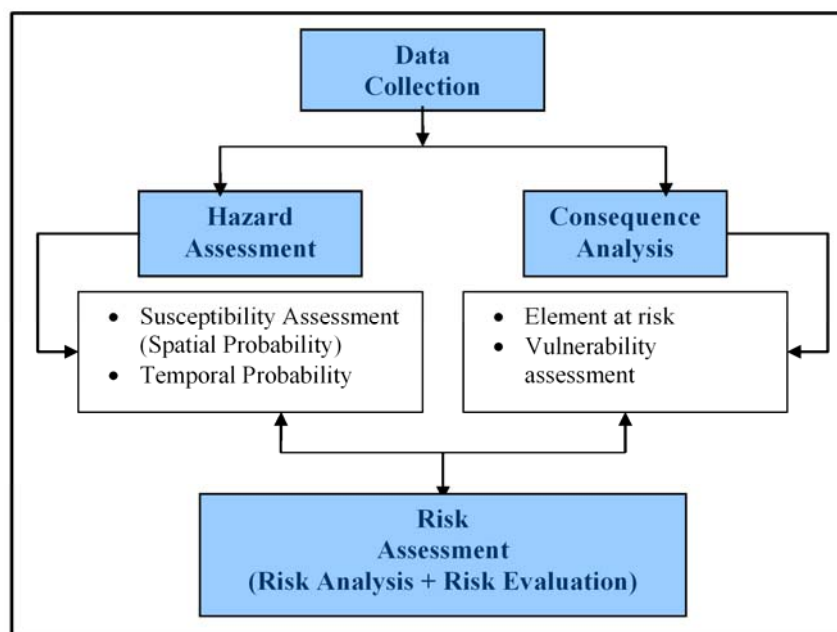 Data
Collection
Hazard
Assessment
Consequence
Analysis
• Susceptibility Assessment
(Spatial Probability)
• Temporal Probability
• Element at risk
• Vulnerability
assessment
Risk
Assessment
(Risk Analysis + Risk Evaluation)